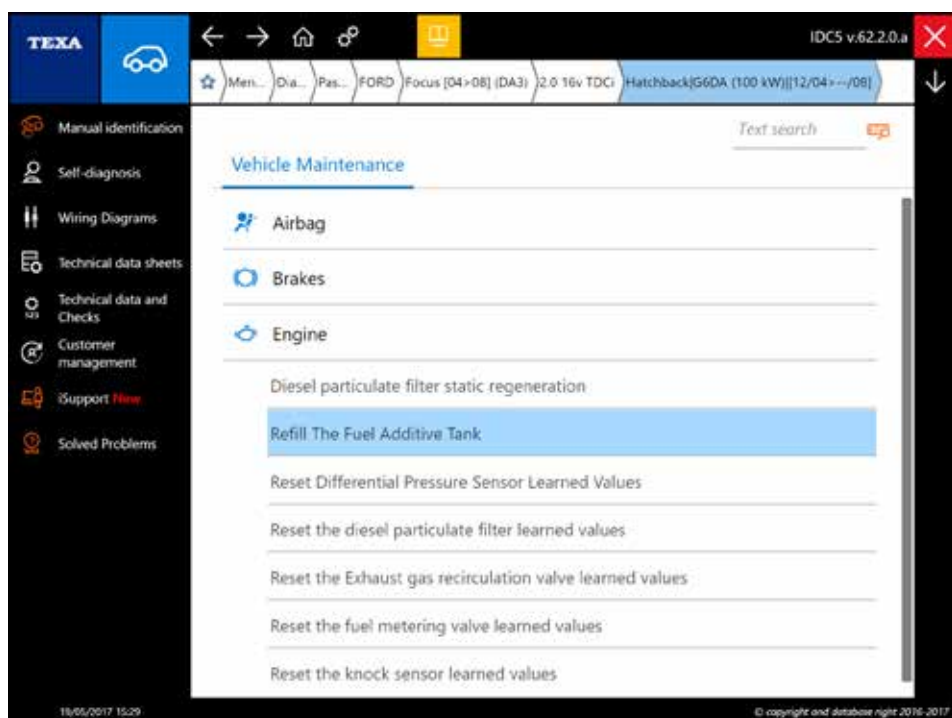 TEXA
IDC5 v.62.2.0.a
Men... Dia... Pas... FORD Focus [04>08] (DA3) 2.0 16v TDCi Hatchback|G6DA (100 kW)|[12/04>---/08]
Manual identification
Self-diagnosis
Wiring Diagrams
Technical data sheets
Technical data and
Checks
Customer
management
iSupport New
Solved Problems
Text search
Vehicle Maintenance
Airbag
Brakes
Engine
Diesel particulate filter static regeneration
Refill The Fuel Additive Tank
Reset Differential Pressure Sensor Learned Values
Reset the diesel particulate filter learned values
Reset the Exhaust gas recirculation valve learned values
Reset the fuel metering valve learned values
Reset the knock sensor learned values
19/05/2017 15:29
© copyright and database right 2016-2017